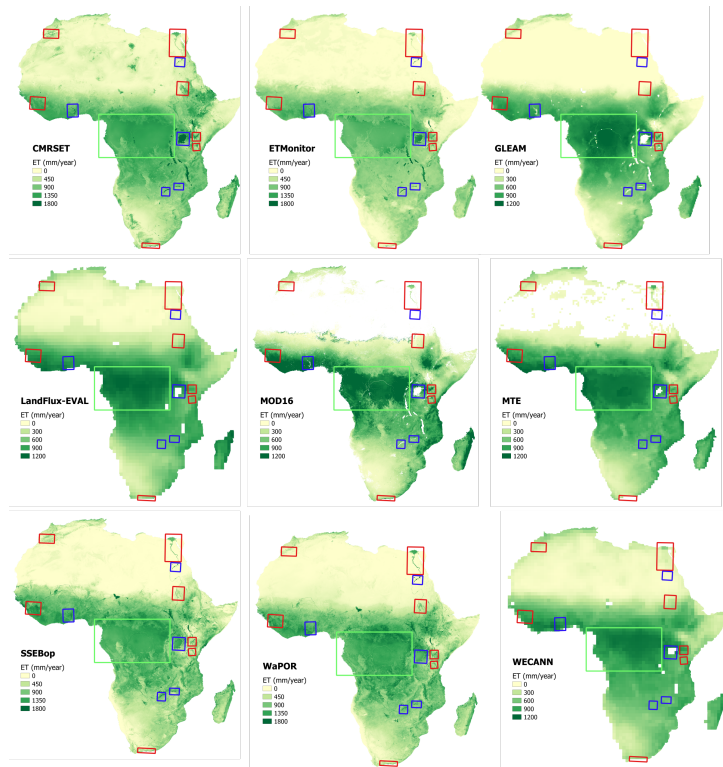 CMRSET
ET (mm/year)
0
450
900
1350
1800
ETMonitor
ET (mm/year)
0
450
900
1350
1800
GLEAM
ET (mm/year)
0
300
600
900
1200
LandFlux-EVAL
ET (mm/year)
0
300
600
900
1200
MOD16
ET (mm/year)
0
300
600
900
1200
MTE
ET (mm/year)
0
300
600
900
1200
SSEBop
ET (mm/year)
0
450
900
1350
1800
WaPOR
ET (mm/year)
0
450
900
1350
1800
WECANN
ET (mm/year)
0
300
600
900
1200